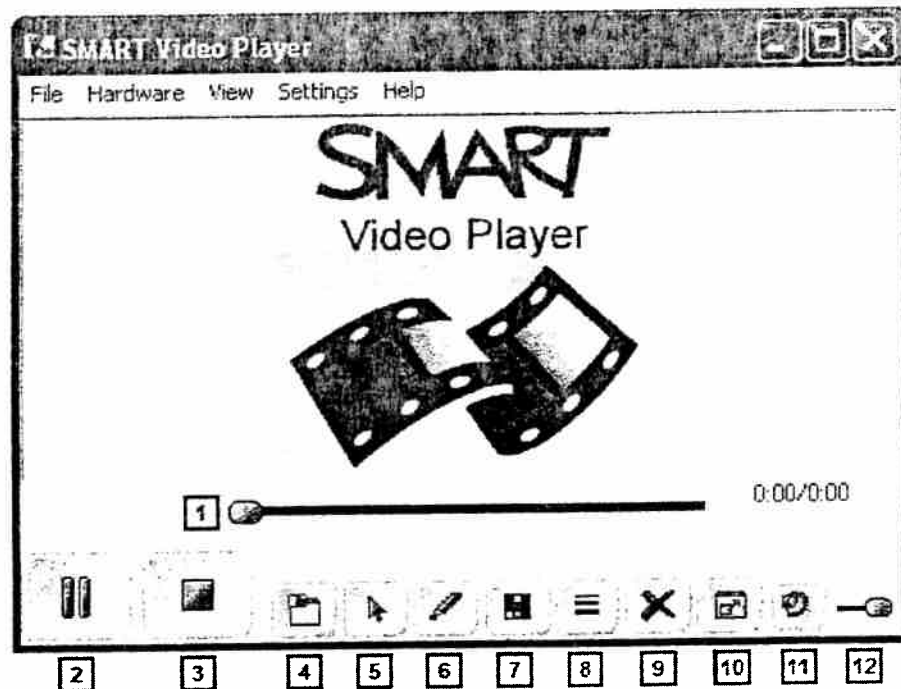 SMART Video Player
File Hardware View Settings Help
SMART
Video Player
1 0:00/0:00
2 3 4 5 6 7 8 9 10 11 12